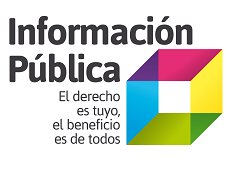 Información
Pública
El derecho
es tuyo,
el beneficio
es de todos